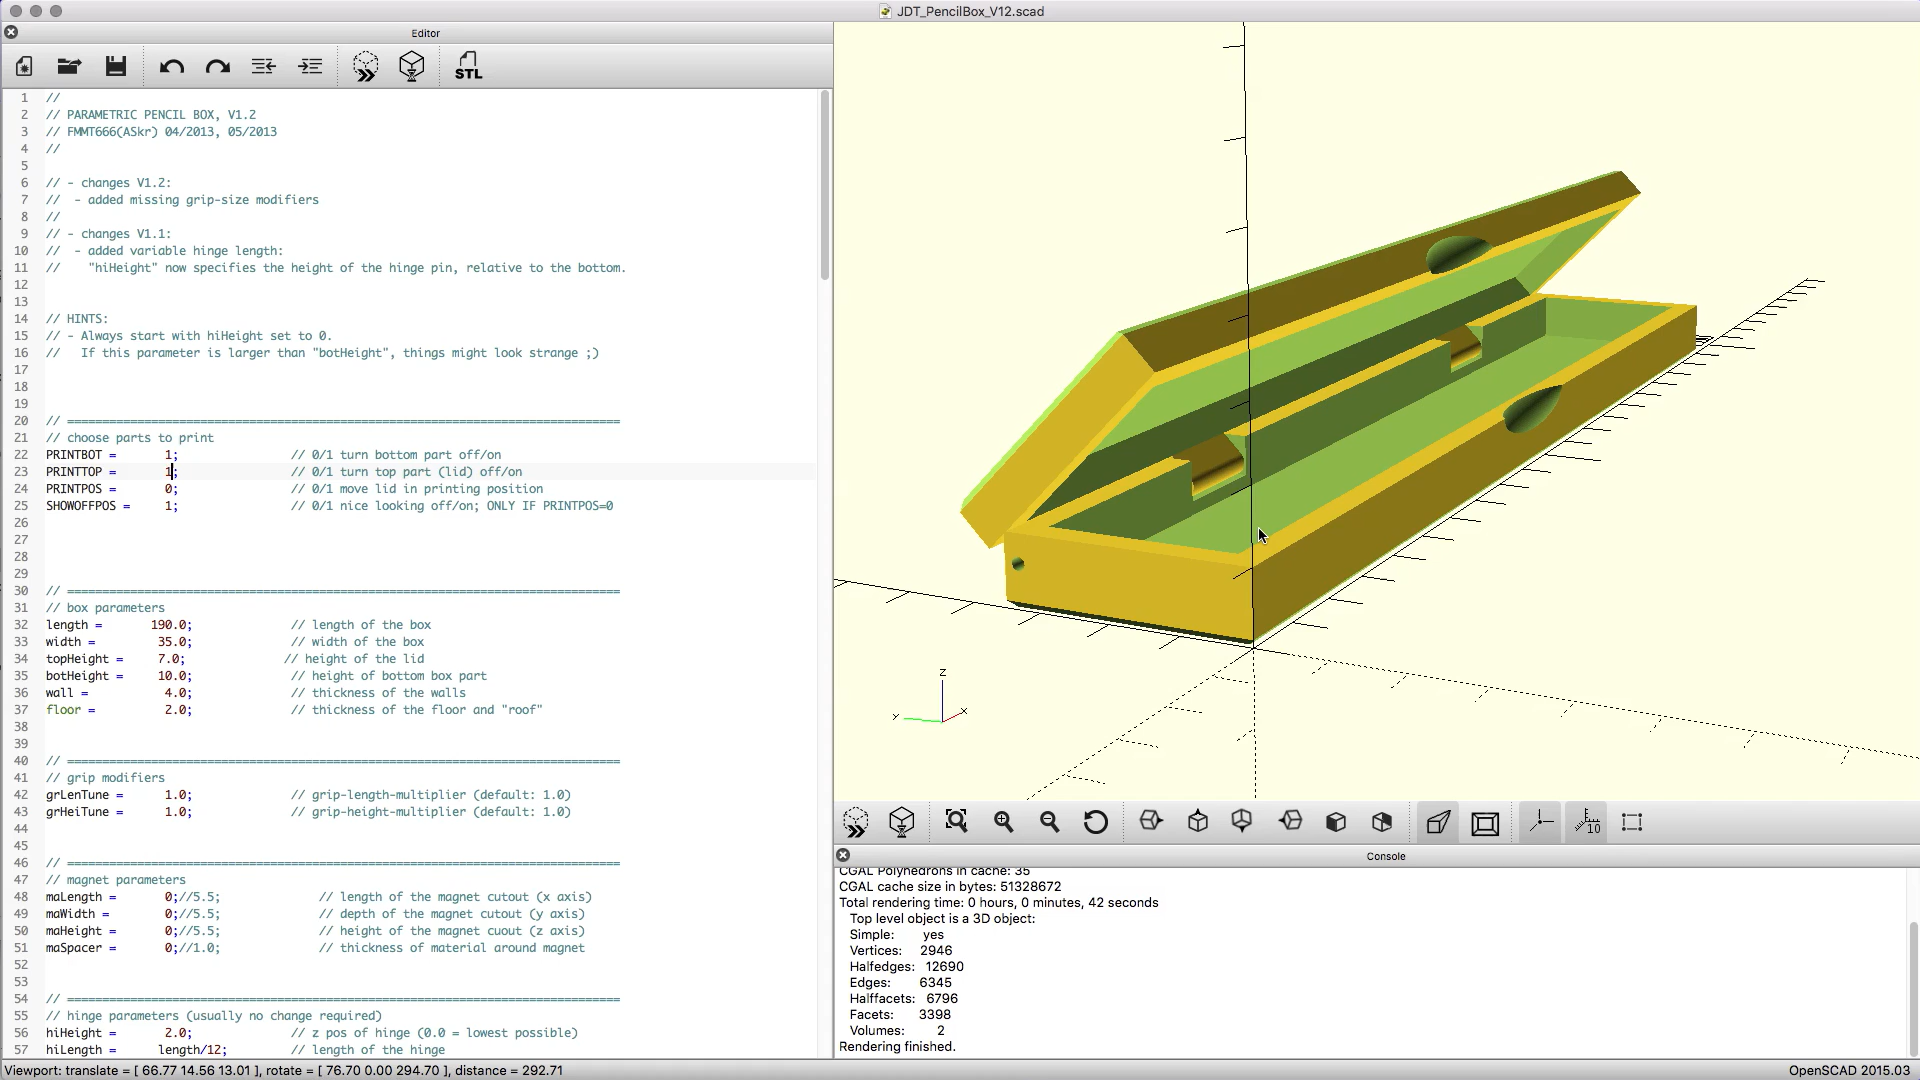 JDT_PencilBox_V12.scad
Editor
STL
1 //
2 // PARAMETRIC PENCIL BOX, V1.2
3 // FMMT666(ASkr) 04/2013, 05/2013
4 //
5
6 // - changes V1.2:
7 //  - added missing grip-size modifiers
8 //
9 // - changes V1.1:
10 //  - added variable hinge length:
11 //    "hiHeight" now specifies the height of the hinge pin, relative to the bottom.
12
13
14 // HINTS:
15 // - Always start with hiHeight set to 0.
16 //   If this parameter is larger than "botHeight", things might look strange ;)
17
18
19
20 // ===============================================================================
21 // choose parts to print
22 PRINTBOT = 1; // 0/1 turn bottom part off/on
23 PRINTTOP = 1; // 0/1 turn top part (lid) off/on
24 PRINTPOS = 0; // 0/1 move lid in printing position
25 SHOWOFFPOS = 1; // 0/1 nice looking off/on; ONLY IF PRINTPOS=0
26
27
28
29
30 // ===============================================================================
31 // box parameters
32 length = 190.0; // length of the box
33 width = 35.0; // width of the box
34 topHeight = 7.0; // height of the lid
35 botHeight = 10.0; // height of bottom box part
36 wall = 4.0; // thickness of the walls
37 floor = 2.0; // thickness of the floor and "roof"
38
39
40 // ===============================================================================
41 // grip modifiers
42 grLenTune = 1.0; // grip-length-multiplier (default: 1.0)
43 grHeiTune = 1.0; // grip-height-multiplier (default: 1.0)
44
45
46 // ===============================================================================
47 // magnet parameters
48 maLength = 0;//5.5; // length of the magnet cutout (x axis)
49 maWidth = 0;//5.5; // depth of the magnet cutout (y axis)
50 maHeight = 0;//5.5; // height of the magnet cuout (z axis)
51 maSpacer = 0;//1.0; // thickness of material around magnet
52
53
54 // ===============================================================================
55 // hinge parameters (usually no change required)
56 hiHeight = 2.0; // z pos of hinge (0.0 = lowest possible)
57 hiLength = length/12; // length of the hinge
z
y
x
10
Console
CGAL Polyhedrons in cache: 35
CGAL cache size in bytes: 51328672
Total rendering time: 0 hours, 0 minutes, 42 seconds
Top level object is a 3D object:
Simple: yes
Vertices: 2946
Halfedges: 12690
Edges: 6345
Halffacets: 6796
Facets: 3398
Volumes: 2
Rendering finished.
Viewport: translate = [ 66.77 14.56 13.01 ], rotate = [ 76.70 0.00 294.70 ], distance = 292.71
OpenSCAD 2015.03